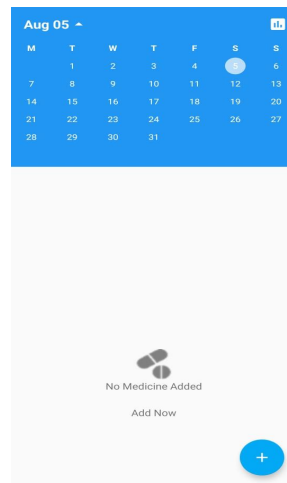 Aug 05
M T W T F S S
1 2 3 4 5 6
7 8 9 10 11 12 13
14 15 16 17 18 19 20
21 22 23 24 25 26 27
28 29 30 31
No Medicine Added
Add Now
+